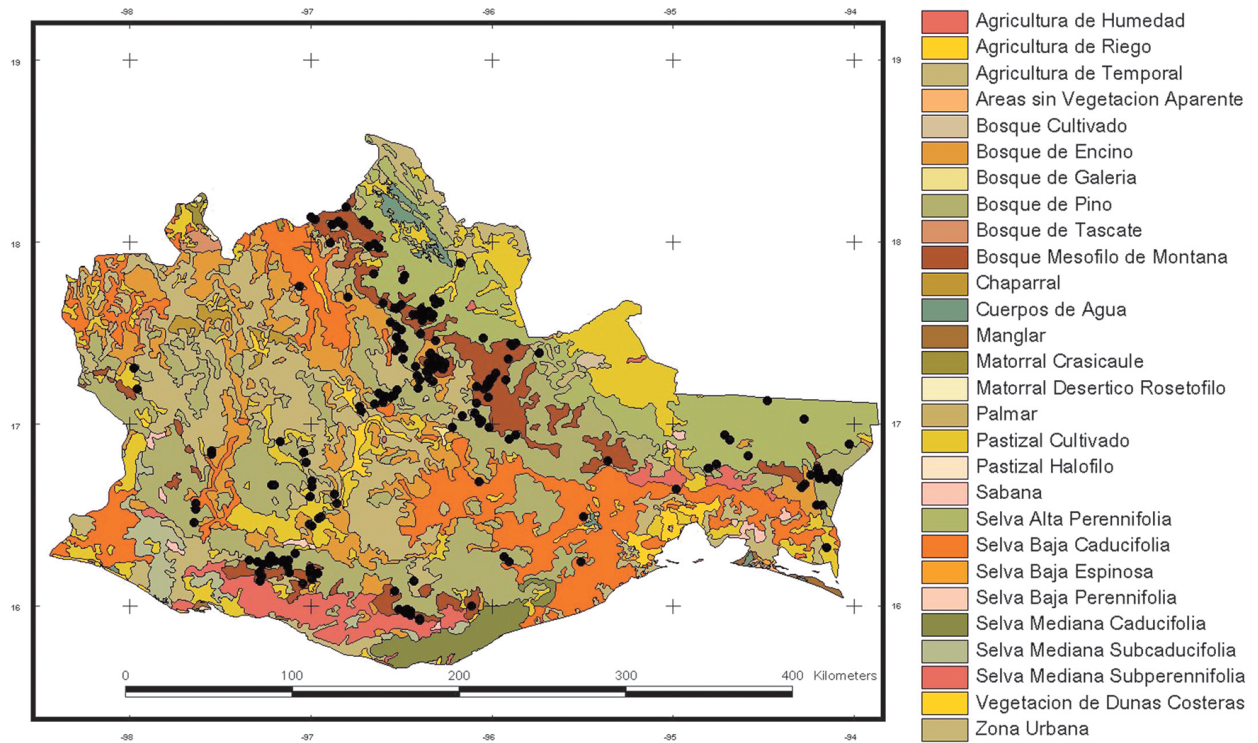 -98 -97 -96 -95 -94
19 19
18 18
17 17
16 16
0 100 200 300 400 Kilometers
-98 -97 -96 -95 -94
Agricultura de Humedad
Agricultura de Riego
Agricultura de Temporal
Areas sin Vegetacion Aparente
Bosque Cultivado
Bosque de Encino
Bosque de Galeria
Bosque de Pino
Bosque de Tascate
Bosque Mesofilo de Montana
Chaparral
Cuerpos de Agua
Manglar
Matorral Crasicaule
Matorral Desertico Rosetofilo
Palmar
Pastizal Cultivado
Pastizal Halofilo
Sabana
Selva Alta Perennifolia
Selva Baja Caducifolia
Selva Baja Espinosa
Selva Baja Perennifolia
Selva Mediana Caducifolia
Selva Mediana Subcaducifolia
Selva Mediana Subperennifolia
Vegetacion de Dunas Costeras
Zona Urbana